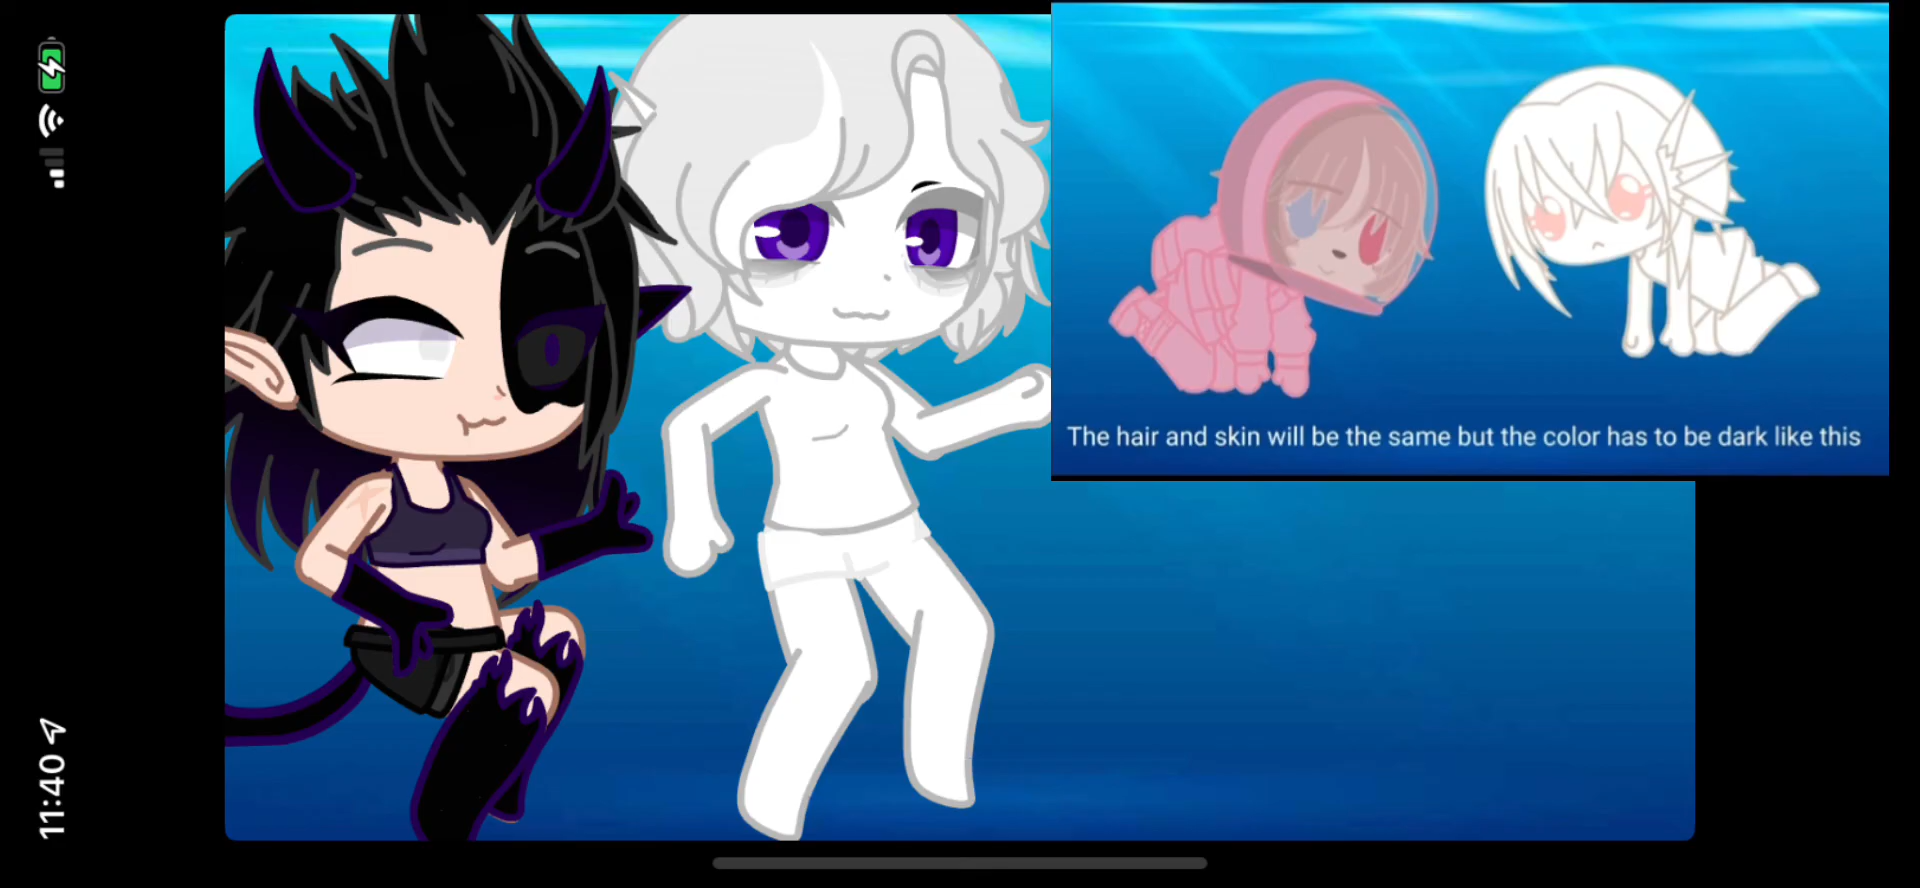 The hair and skin will be the same but the color has to be dark like this
11:40